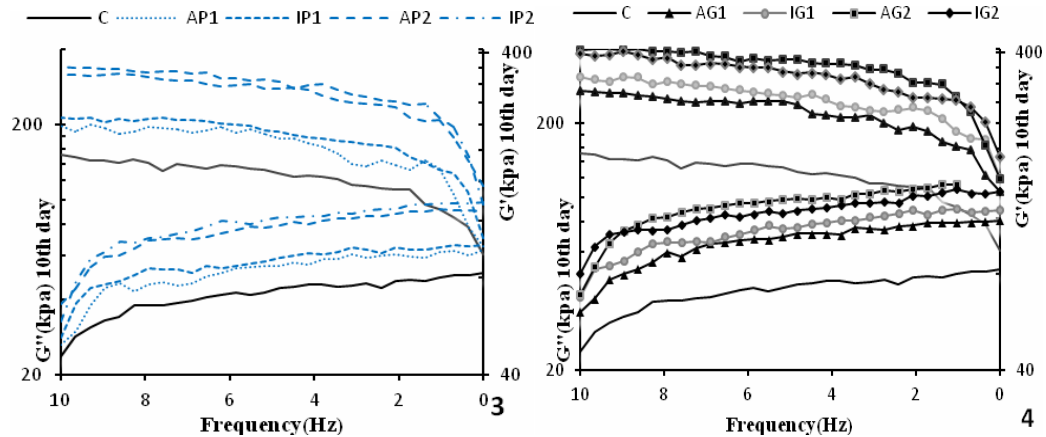 C AP1 IP1 AP2 IP2
200
20
G''(kpa) 10th day
400
40
G'(kpa) 10th day
10 8 6 4 2 0
Frequency(Hz)
3
C AG1 IG1 AG2 IG2
200
20
G''(kpa) 10th day
400
40
G'(kpa) 10th day
10 8 6 4 2 0
Frequency(Hz)
4